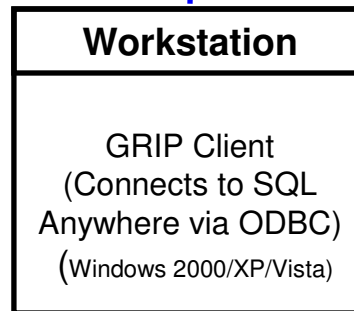 Workstation
GRIP Client
(Connects to SQL
Anywhere via ODBC)
(Windows 2000/XP/Vista)